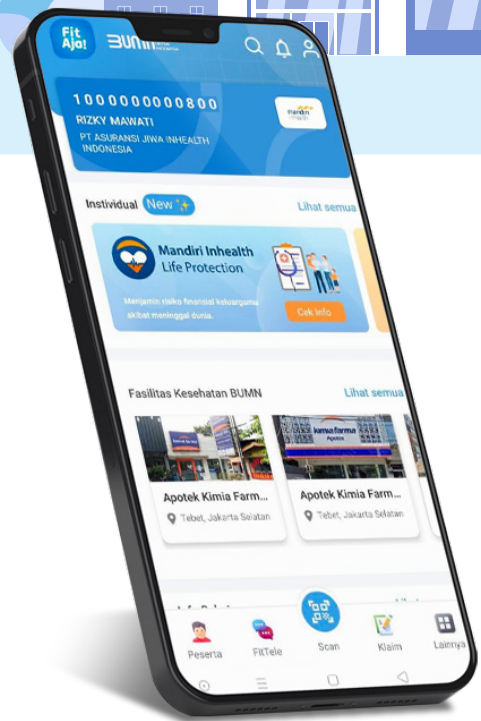 Fit
Aja!
BUMN
1000000000800
mandiri
inhealth
RIZKY MAWATI
PT ASURANSI JIWA INHEALTH
INDONESIA
Instividual New Lihat semua
Mandiri Inhealth
Life Protection
Menjamin risiko finansial keluargamu
akibat meninggal dunia.
Cek Info
Fasilitas Kesehatan BUMN Lihat semua
kimia farma
Apotek
Apotek Kimia Farm...
Tebet, Jakarta Selatan
Apotek Kimia Farm...
Tebet, Jakarta Selatan
Peserta
FitTele
Scan
Klaim
Lainnya